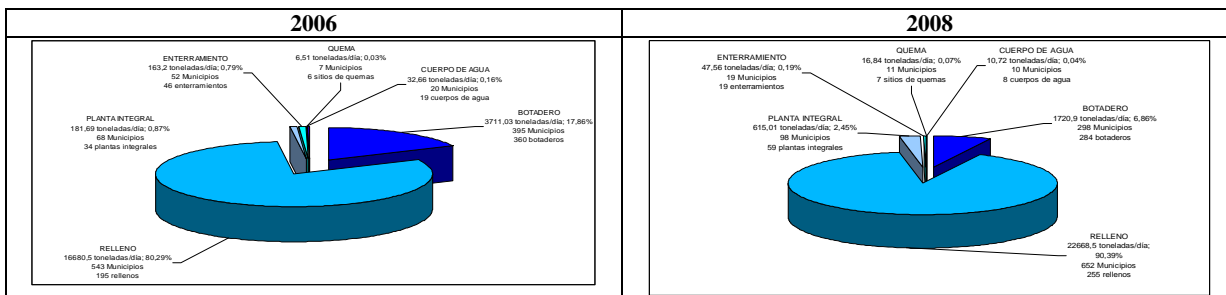 2006
QUEMA
6,51 toneladas/día; 0,03%
7 Municipios
6 sitios de quemas
ENTERRAMIENTO
163,2 toneladas/día; 0,79%
52 Municipios
46 enterramientos
CUERPO DE AGUA
32,66 toneladas/día; 0,16%
20 Municipios
19 cuerpos de agua
PLANTA INTEGRAL
181,69 toneladas/día; 0,87%
68 Municipios
34 plantas integrales
BOTADERO
3711,03 toneladas/día; 17,86%
395 Municipios
360 botaderos
RELLENO
16680,5 toneladas/día; 80,29%
543 Municipios
195 rellenos
2008
ENTERRAMIENTO
47,56 toneladas/día; 0,19%
19 Municipios
19 enterramientos
QUEMA
16,84 toneladas/día; 0,07%
11 Municipios
7 sitios de quemas
CUERPO DE AGUA
10,72 toneladas/día; 0,04%
10 Municipios
8 cuerpos de agua
PLANTA INTEGRAL
615,01 toneladas/día; 2,45%
98 Municipios
59 plantas integrales
BOTADERO
1720,9 toneladas/día; 6,86%
298 Municipios
284 botaderos
RELLENO
22668,5 toneladas/día;
90,39%
652 Municipios
255 rellenos